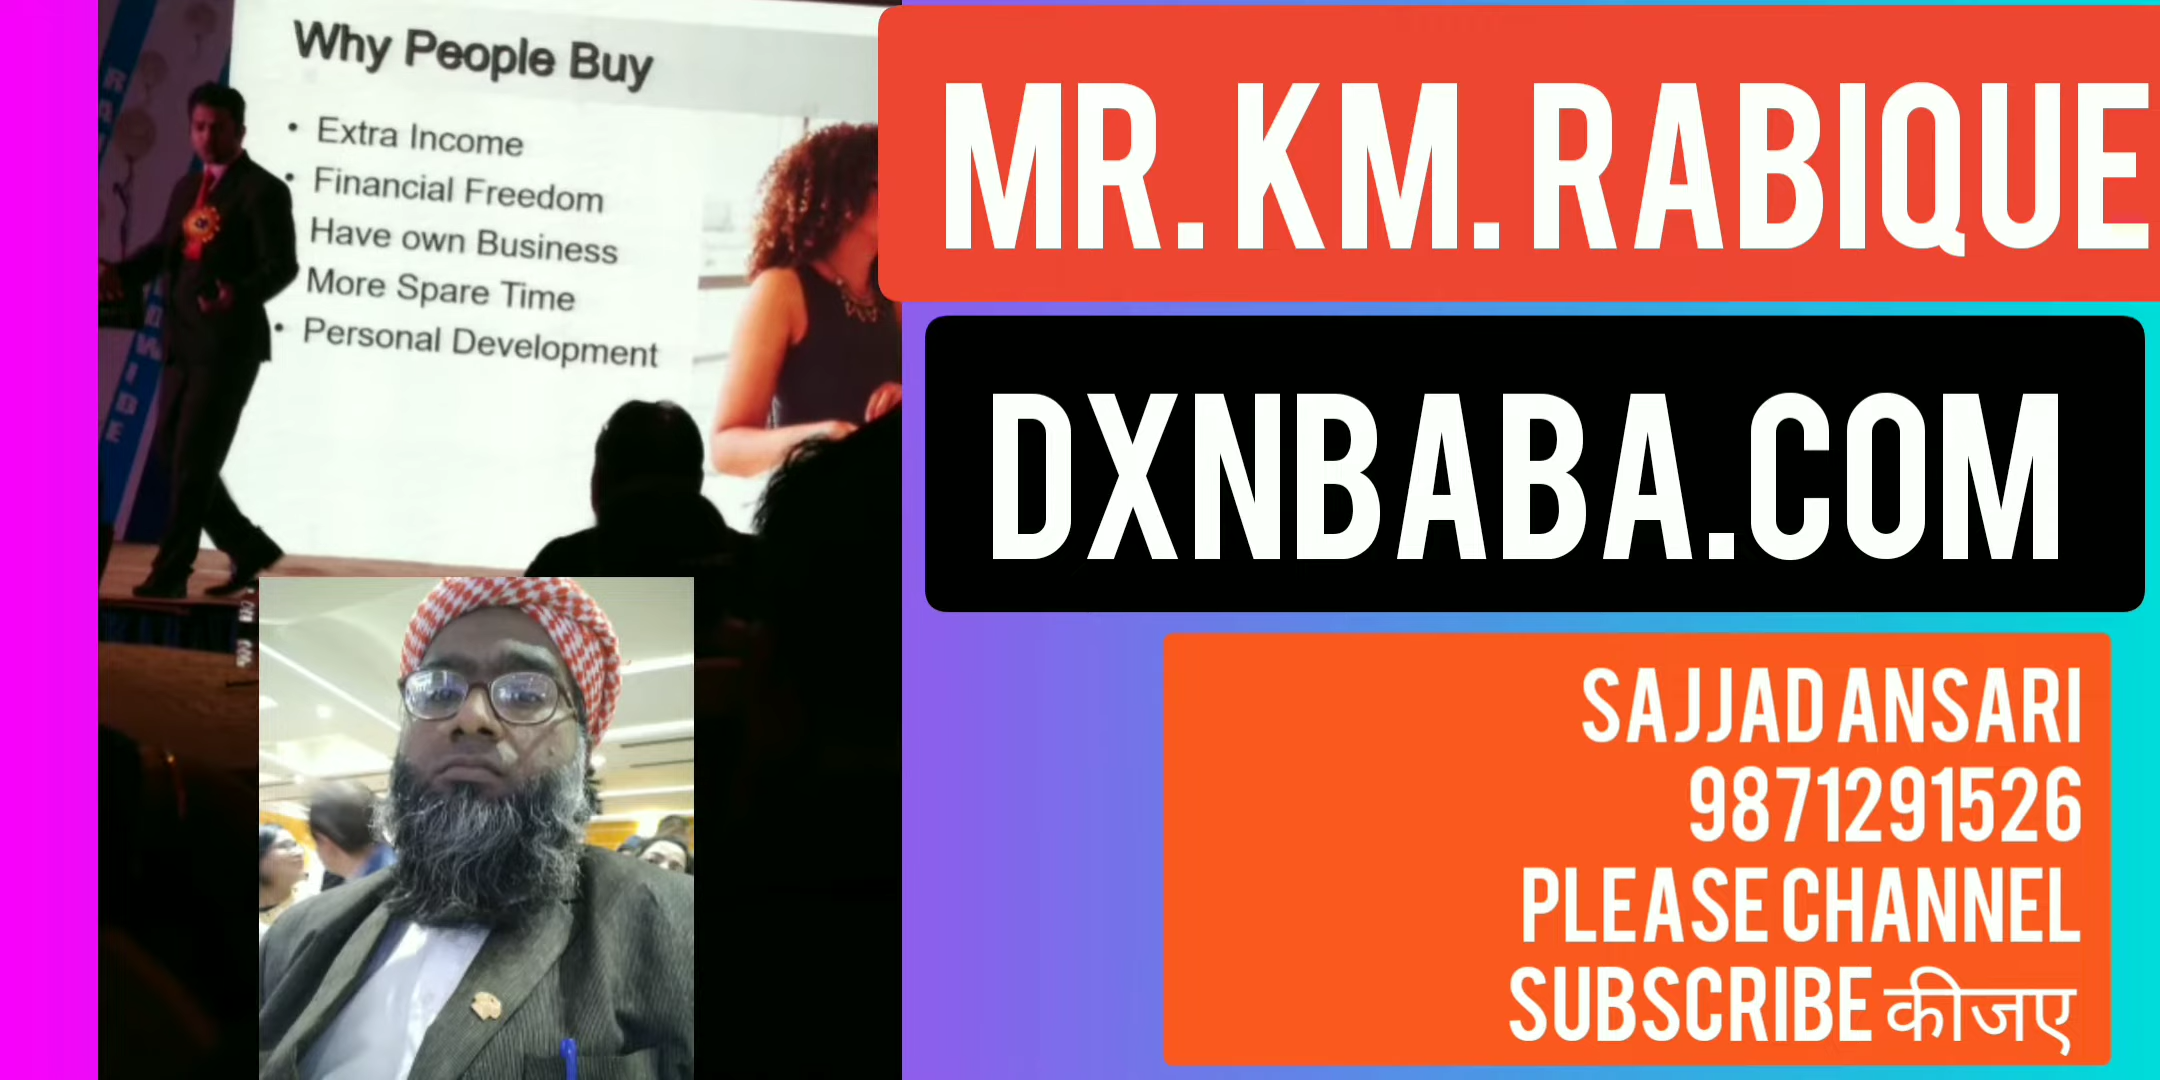 Why People Buy
• Extra Income
• Financial Freedom
Have own Business
More Spare Time
• Personal Development
MR. KM. RABIQUE
DXNBABA.COM
SAJJAD ANSARI
9871291526
PLEASE CHANNEL
SUBSCRIBE कीजए